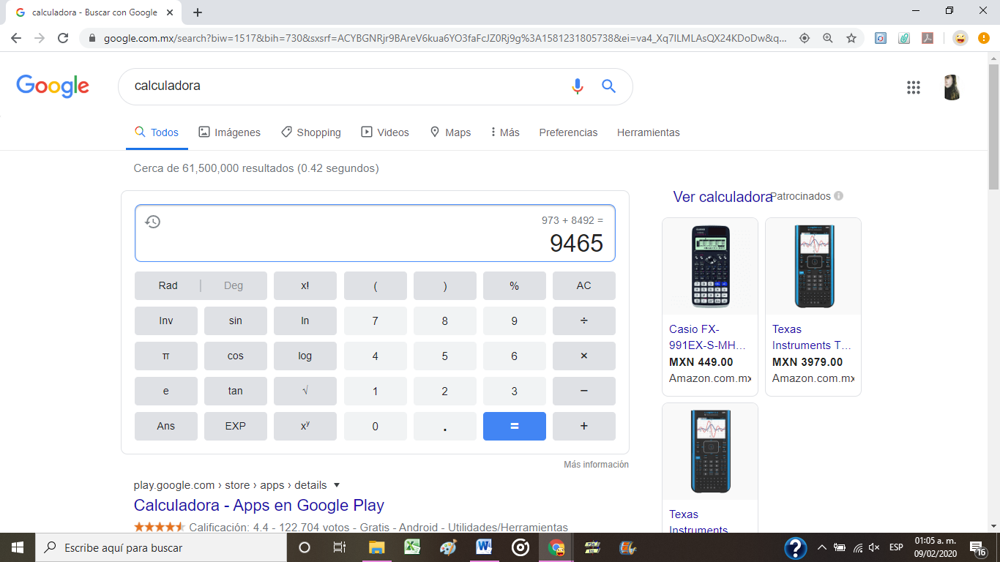 calculadora - Buscar con Google
google.com.mx/search?biw=1517&bih=730&sxsrf=ACYBGNRjr9BAreV6kua6YO3faFcJZ0Rj9g%3A1581231805738&ei=va4_Xq7ILMLAsQX24KDoDw&q...
Google
calculadora
Todos Imágenes Shopping Videos Maps Más Preferencias Herramientas
Cerca de 61,500,000 resultados (0.42 segundos)
973 + 8492 =
9465
Rad Deg x! ( ) % AC
Inv sin ln 7 8 9 ÷
π cos log 4 5 6 ×
e tan √ 1 2 3 −
Ans EXP xʸ 0 . = +
Más información
play.google.com › store › apps › details
Calculadora - Apps en Google Play
Calificación: 4.4 - 122,704 votos - Gratis - Android - Utilidades/Herramientas
Ver calculadora Patrocinados
Casio FX-
991EX-S-MH...
MXN 449.00
Amazon.com.mx
Texas
Instruments T...
MXN 3979.00
Amazon.com.mx
Texas
Instruments
Escribe aquí para buscar
ESP
01:05 a. m.
09/02/2020
16